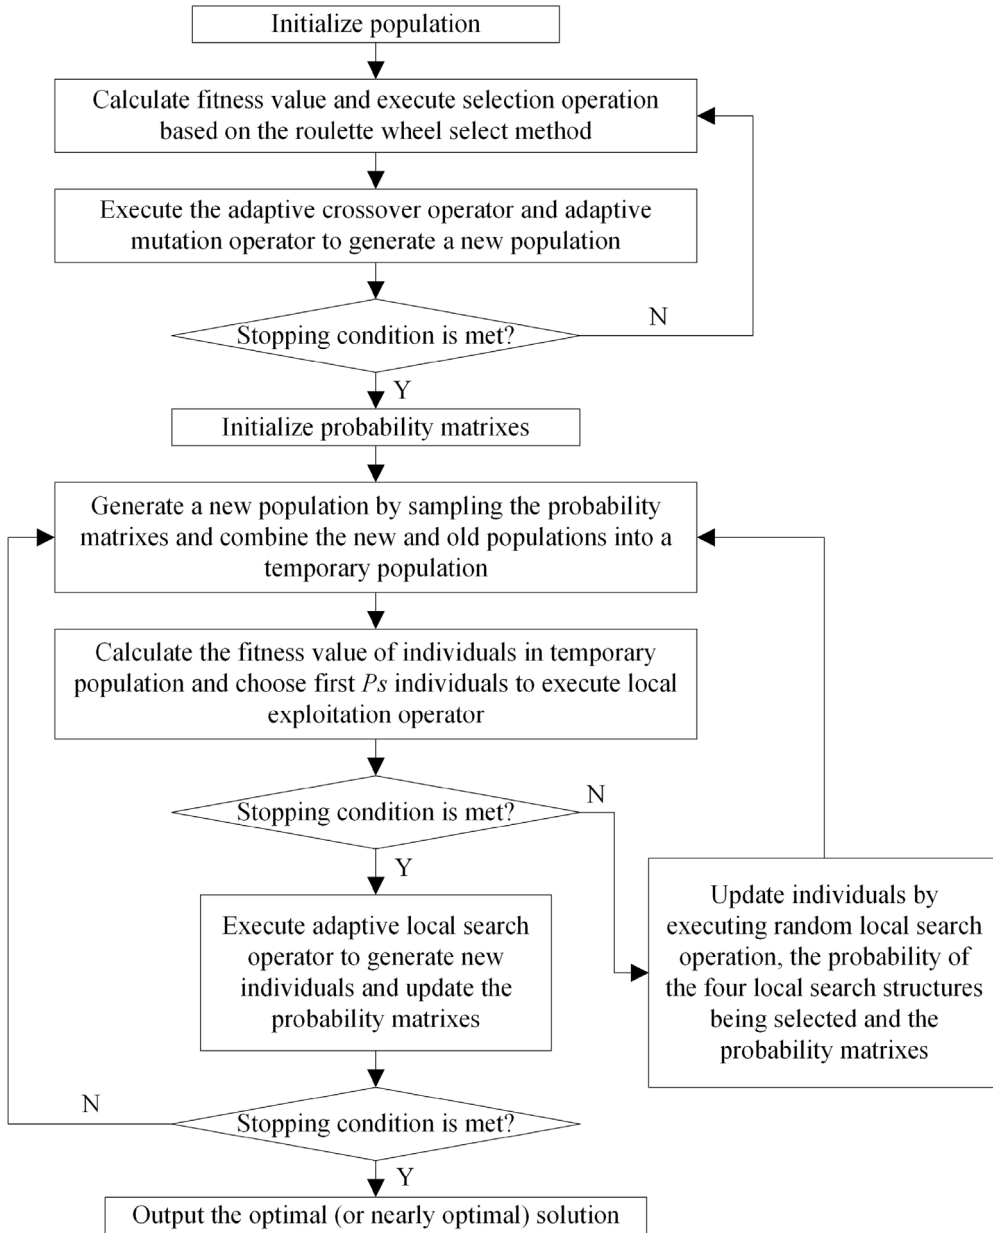 Initialize population
Calculate fitness value and execute selection operation
based on the roulette wheel select method
Execute the adaptive crossover operator and adaptive
mutation operator to generate a new population
Stopping condition is met?
N
Y
Initialize probability matrixes
Generate a new population by sampling the probability
matrixes and combine the new and old populations into a
temporary population
Calculate the fitness value of individuals in temporary
population and choose first Ps individuals to execute local
exploitation operator
Stopping condition is met?
N
Y
Update individuals by
executing random local search
operation, the probability of
the four local search structures
being selected and the
probability matrixes
Execute adaptive local search
operator to generate new
individuals and update the
probability matrixes
N
Stopping condition is met?
Y
Output the optimal (or nearly optimal) solution